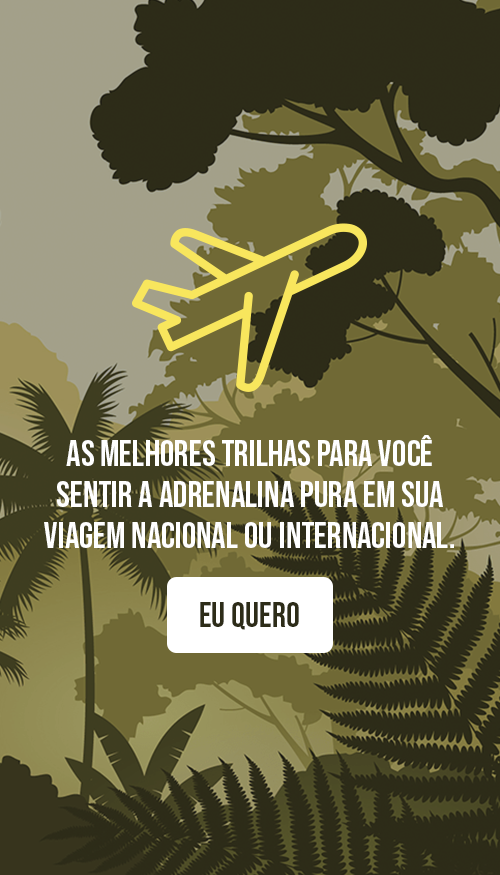 AS MELHORES TRILHAS PARA VOCÊ
SENTIR A ADRENALINA PURA EM SUA
VIAGEM NACIONAL OU INTERNACIONAL.
EU QUERO